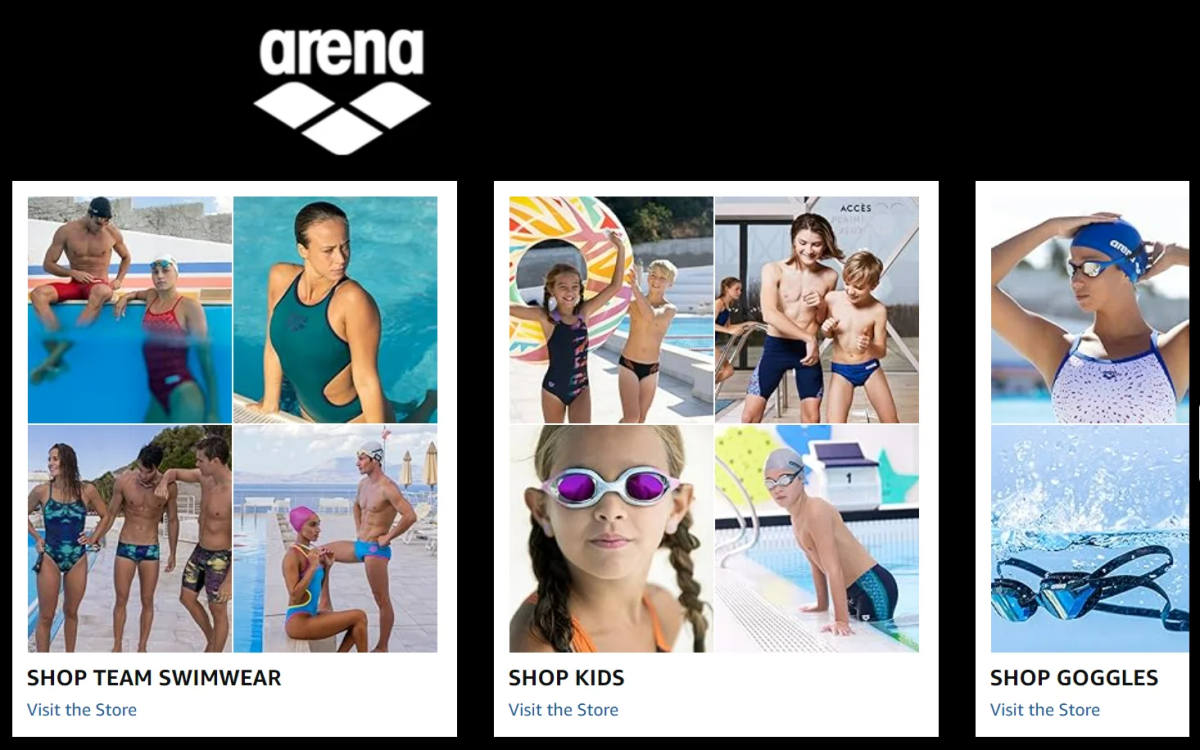 arena
ACCÈS
1
arena
SHOP TEAM SWIMWEAR
Visit the Store
SHOP KIDS
Visit the Store
SHOP GOGGLES
Visit the Store